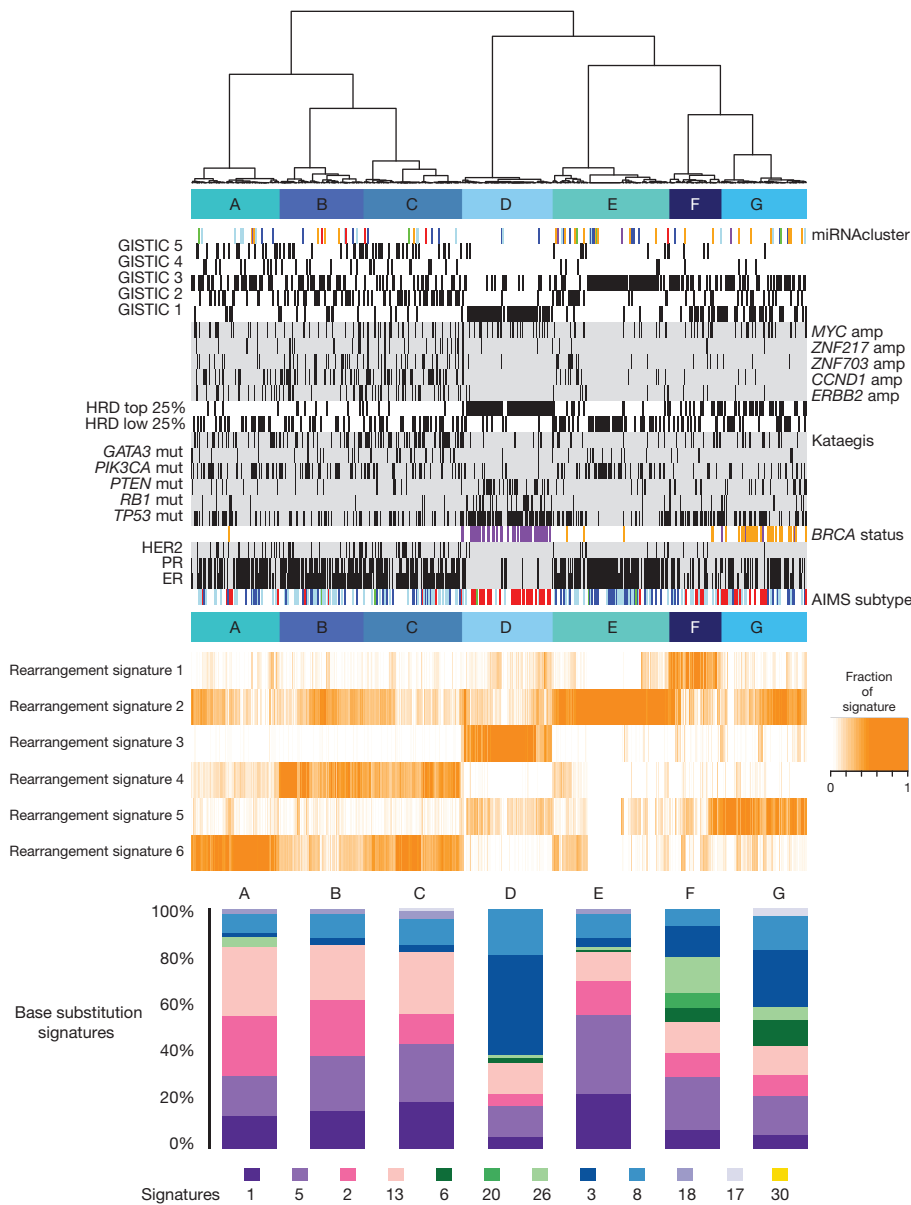 A B C D E F G
miRNAcluster
GISTIC 5
GISTIC 4
GISTIC 3
GISTIC 2
GISTIC 1
MYC amp
ZNF217 amp
ZNF703 amp
CCND1 amp
ERBB2 amp
HRD top 25%
HRD low 25%
Kataegis
GATA3 mut
PIK3CA mut
PTEN mut
RB1 mut
TP53 mut
BRCA status
HER2
PR
ER
AIMS subtype
A B C D E F G
Rearrangement signature 1
Rearrangement signature 2
Rearrangement signature 3
Rearrangement signature 4
Rearrangement signature 5
Rearrangement signature 6
Fraction
of
signature
0 1
A B C D E F G
100%
80%
60%
40%
20%
0%
Base substitution
signatures
Signatures 1 5 2 13 6 20 26 3 8 18 17 30